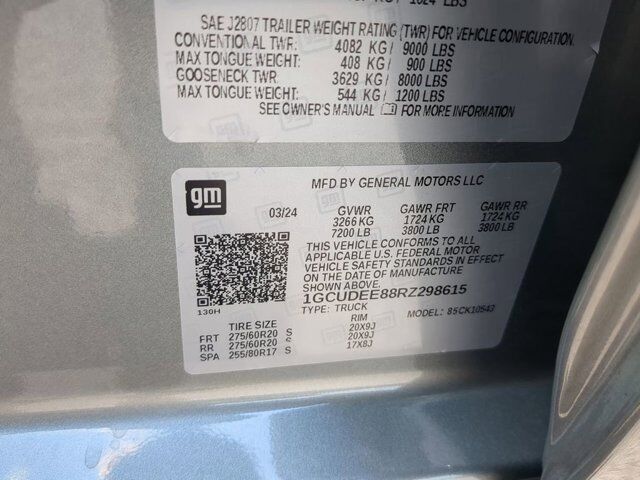 1024 LBS
SAE J2807 TRAILER WEIGHT RATING (TWR) FOR VEHICLE CONFIGURATION.
CONVENTIONAL TWR: 4082 KG / 9000 LBS
MAX TONGUE WEIGHT: 408 KG / 900 LBS
GOOSENECK TWR: 3629 KG / 8000 LBS
MAX TONGUE WEIGHT: 544 KG / 1200 LBS
SEE OWNER'S MANUAL FOR MORE INFORMATION
gm
MFD BY GENERAL MOTORS LLC
03/24 GVWR GAWR FRT GAWR RR
3266 KG 1724 KG 1724 KG
7200 LB 3800 LB 3800 LB
THIS VEHICLE CONFORMS TO ALL
APPLICABLE U.S. FEDERAL MOTOR
VEHICLE SAFETY STANDARDS IN
EFFECT ON THE DATE OF MANUFACTURE
SHOWN ABOVE.
1GCUDEE88RZ298615
130H
TYPE: TRUCK MODEL: 85CK10543
TIRE SIZE RIM
FRT 275/60R20 S 20X9J
RR 275/60R20 S 20X9J
SPA 255/80R17 S 17X8J